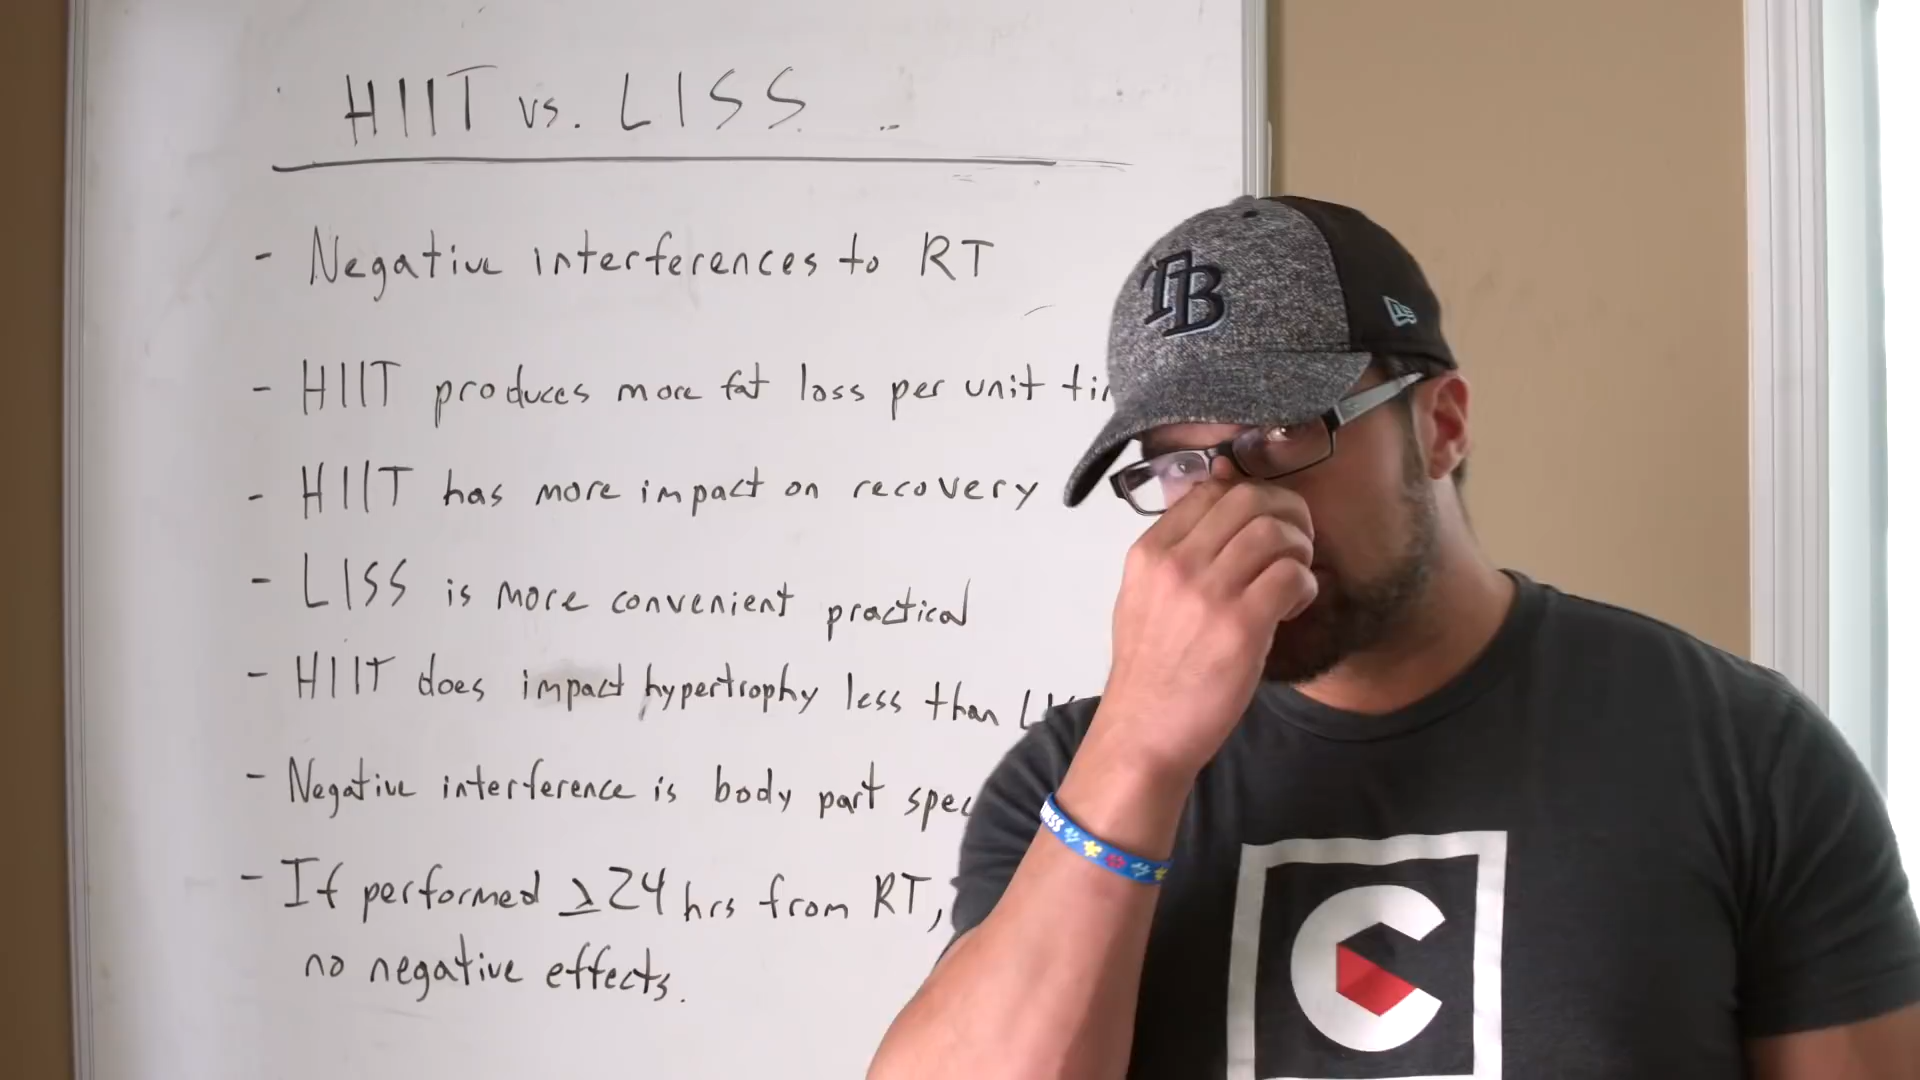 HIIT vs. LISS
- Negative interferences to RT
- HIIT produces more fat loss per unit
- HIIT has more impact on recovery
- LISS is more convenient practical
- HIIT does impact hypertrophy less than
- Negative interference is body part
- If performed ≥24 hrs from RT,
no negative effects.
TB
C